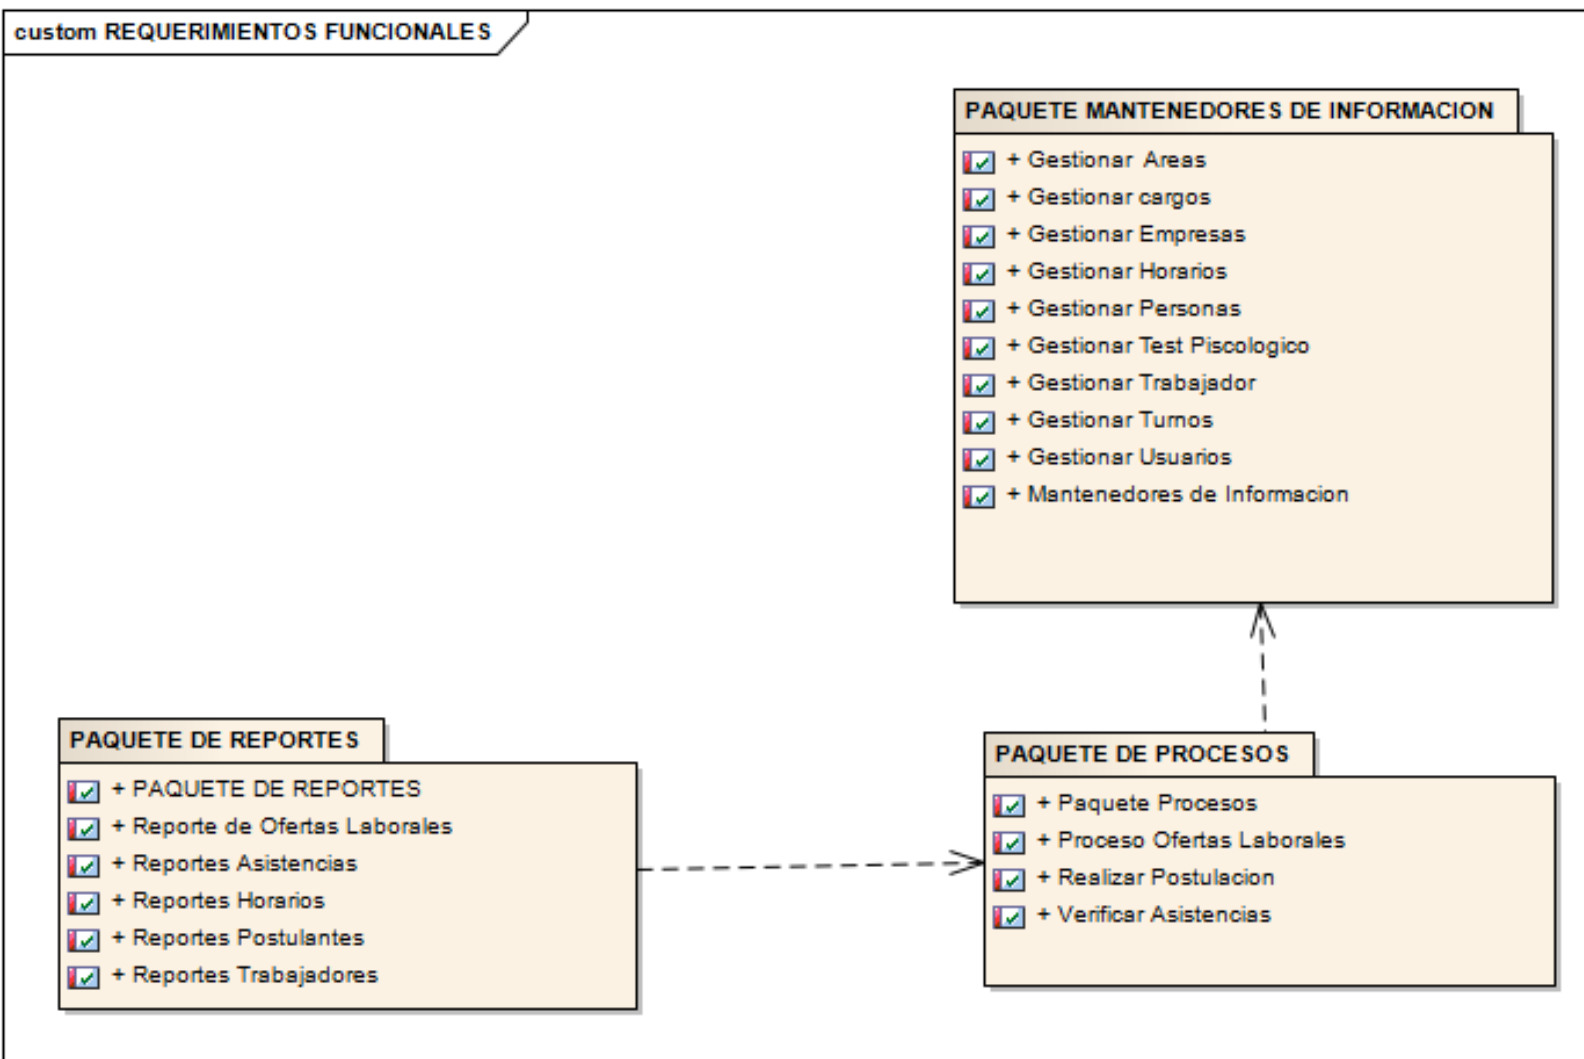 custom REQUERIMIENTOS FUNCIONALES
PAQUETE MANTENEDORES DE INFORMACION
+ Gestionar Areas
+ Gestionar cargos
+ Gestionar Empresas
+ Gestionar Horarios
+ Gestionar Personas
+ Gestionar Test Piscologico
+ Gestionar Trabajador
+ Gestionar Turnos
+ Gestionar Usuarios
+ Mantenedores de Informacion
PAQUETE DE REPORTES
+ PAQUETE DE REPORTES
+ Reporte de Ofertas Laborales
+ Reportes Asistencias
+ Reportes Horarios
+ Reportes Postulantes
+ Reportes Trabajadores
PAQUETE DE PROCESOS
+ Paquete Procesos
+ Proceso Ofertas Laborales
+ Realizar Postulacion
+ Verificar Asistencias